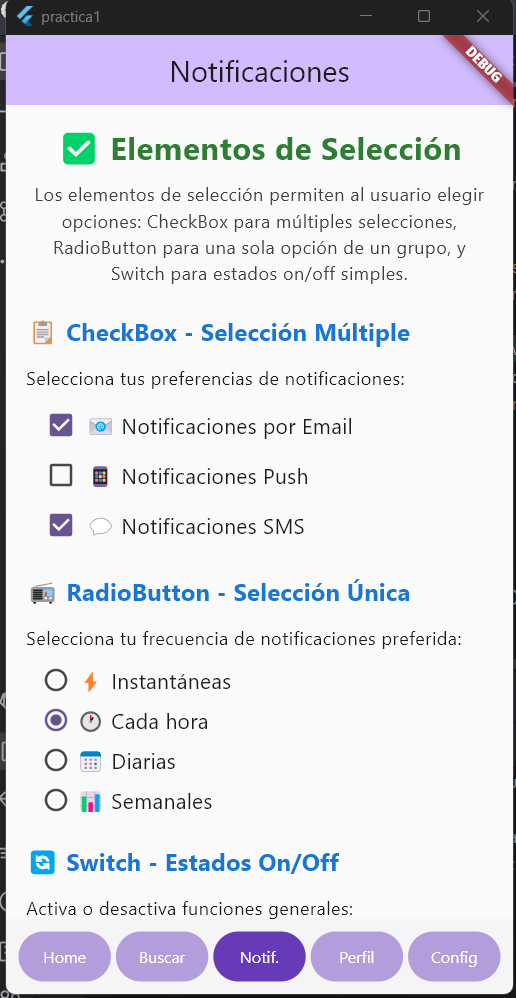 practica1
Notificaciones
DEBUG
Elementos de Selección
Los elementos de selección permiten al usuario elegir
opciones: CheckBox para múltiples selecciones,
RadioButton para una sola opción de un grupo, y
Switch para estados on/off simples.
CheckBox - Selección Múltiple
Selecciona tus preferencias de notificaciones:
Notificaciones por Email
Notificaciones Push
Notificaciones SMS
RadioButton - Selección Única
Selecciona tu frecuencia de notificaciones preferida:
Instantáneas
Cada hora
Diarias
Semanales
Switch - Estados On/Off
Activa o desactiva funciones generales:
Home Buscar Notif. Perfil Config